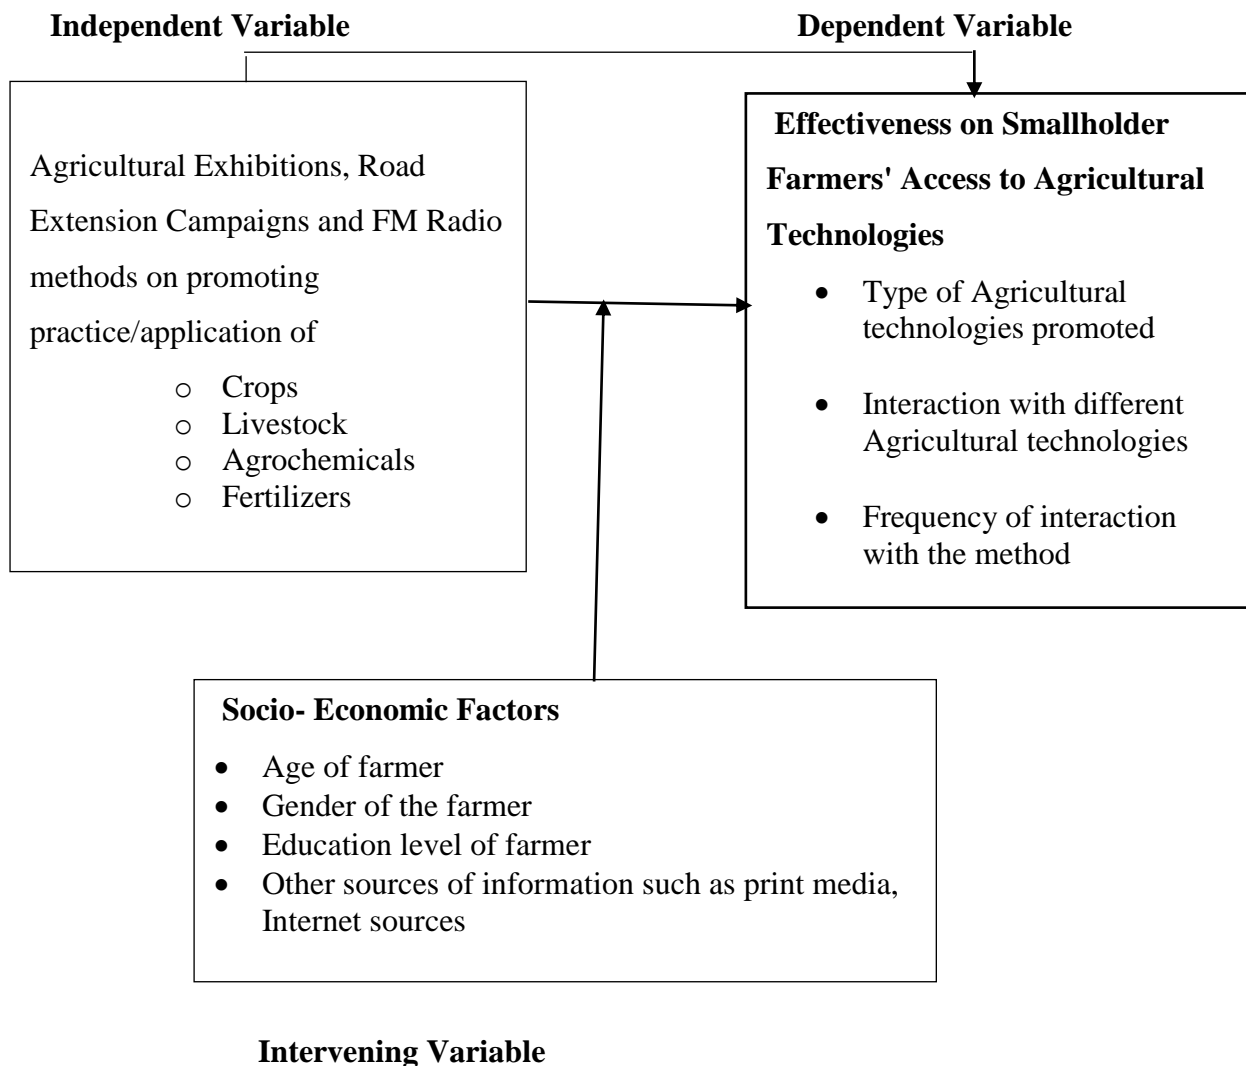 Independent Variable
Dependent Variable
Agricultural Exhibitions, Road
Extension Campaigns and FM Radio
methods on promoting
practice/application of
o Crops
o Livestock
o Agrochemicals
o Fertilizers
Effectiveness on Smallholder
Farmers' Access to Agricultural
Technologies
• Type of Agricultural
technologies promoted
• Interaction with different
Agricultural technologies
• Frequency of interaction
with the method
Socio- Economic Factors
• Age of farmer
• Gender of the farmer
• Education level of farmer
• Other sources of information such as print media,
Internet sources
Intervening Variable